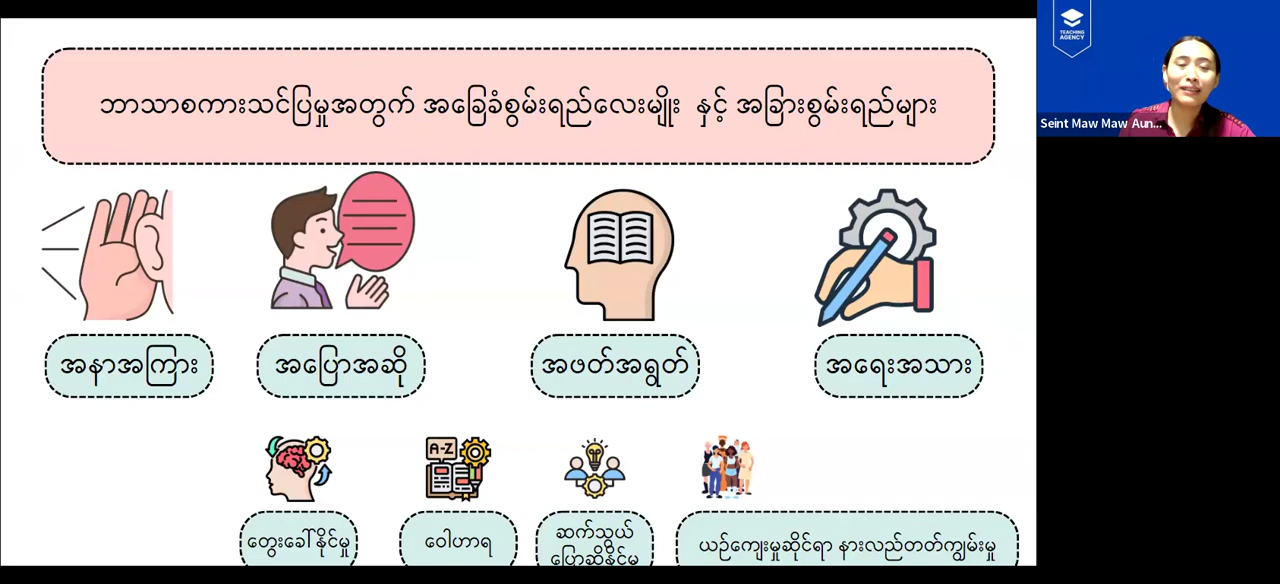 ဘာသာစကားသင်ပြမှုအတွက် အခြေခံစွမ်းရည်လေးမျိုး နှင့် အခြားစွမ်းရည်များ
TEACHING
AGENCY
Seint Maw Maw Aun...
အနာအကြား
အပြောအဆို
အဖတ်အရွတ်
အရေးအသား
A-Z
တွေးခေါ်နိုင်မှု
ဝေါဟာရ
ဆက်သွယ်
ပြောဆိုနိုင်မှု
ယဉ်ကျေးမှုဆိုင်ရာ နားလည်တတ်ကျွမ်းမှု